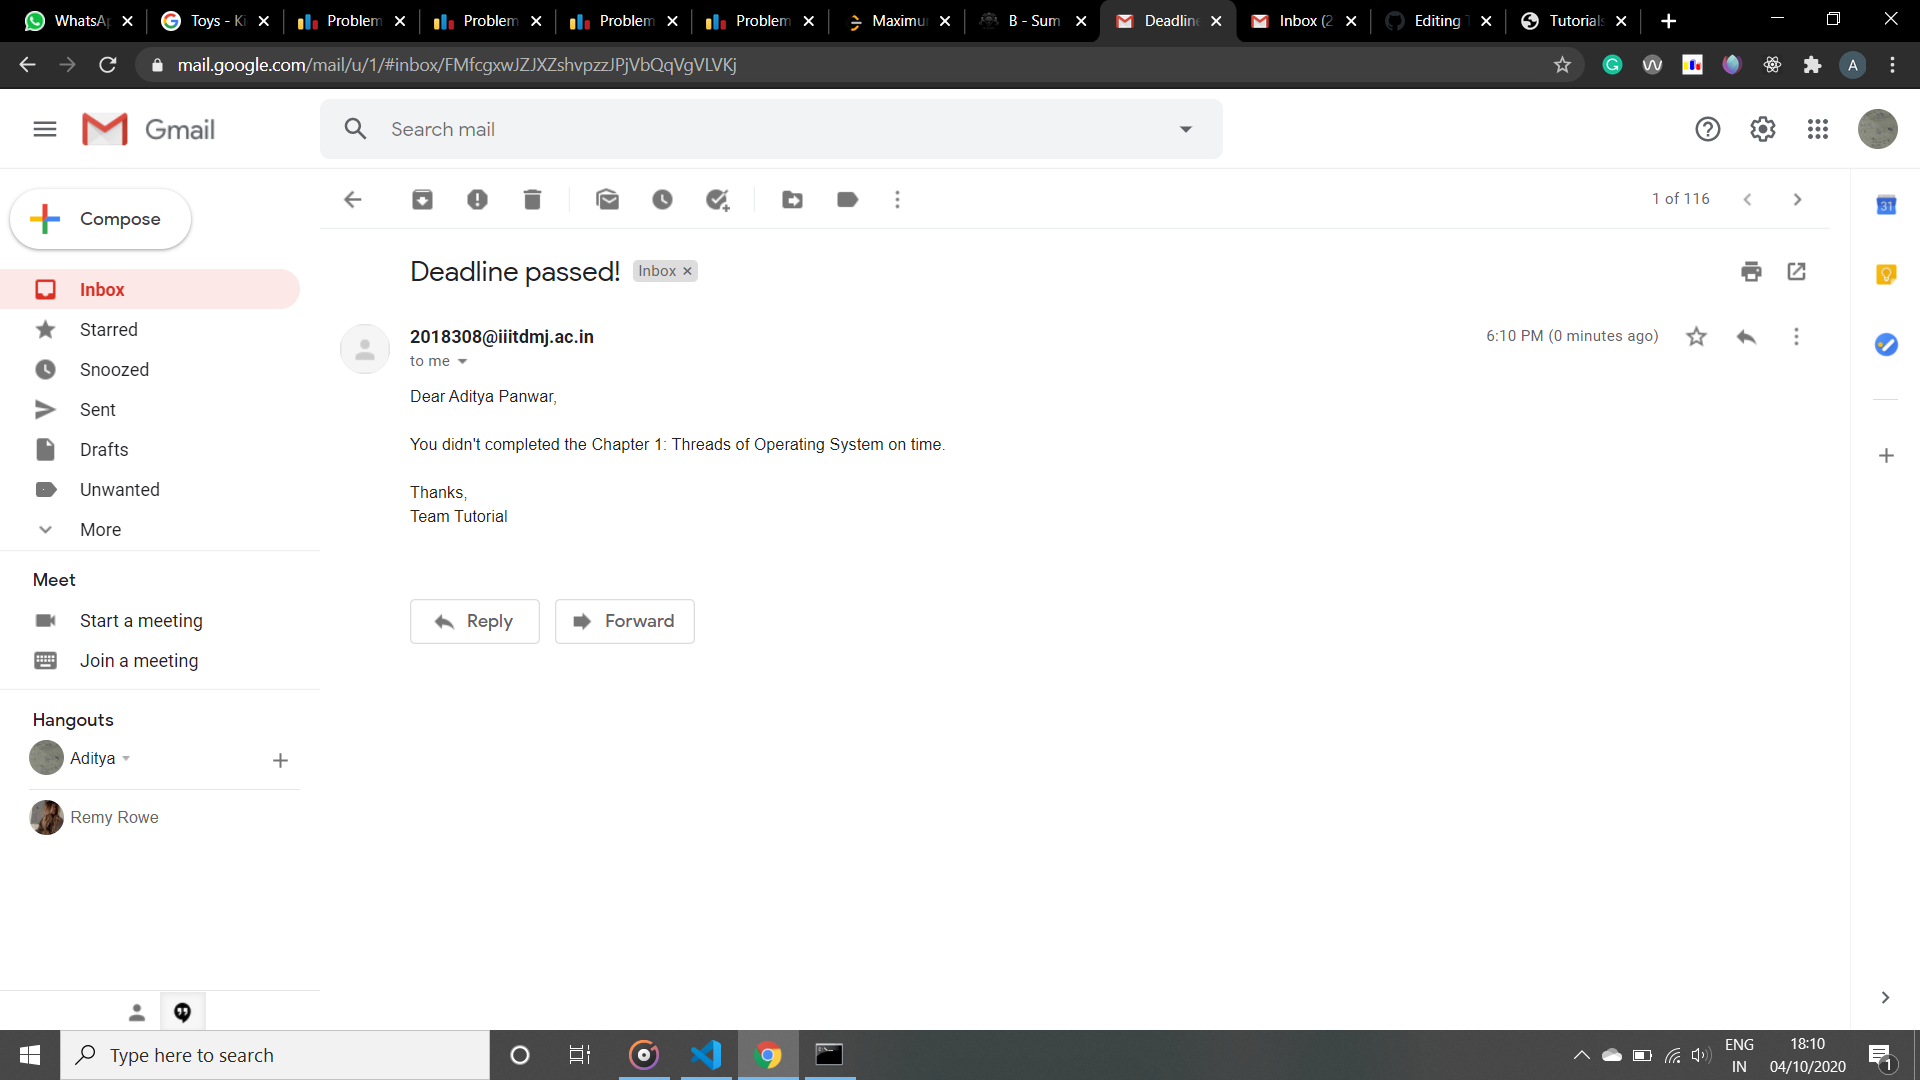 WhatsAp
Toys - Ki
Problem
Problem
Problem
Problem
Maximu
B - Sum
Deadline
Inbox (2
Editing T
Tutorials
mail.google.com/mail/u/1/#inbox/FMfcgxwJZJXZshvpzzJPjVbQqVgVLVKj
A
Gmail
Search mail
Compose
1 of 116
31
Deadline passed!
Inbox
Inbox
Starred
Snoozed
Sent
Drafts
Unwanted
More
2018308@iiitdmj.ac.in
6:10 PM (0 minutes ago)
to me
Dear Aditya Panwar,
You didn't completed the Chapter 1: Threads of Operating System on time.
Thanks,
Team Tutorial
Reply
Forward
Meet
Start a meeting
Join a meeting
Hangouts
Aditya
Remy Rowe
Type here to search
ENG
IN
18:10
04/10/2020
1